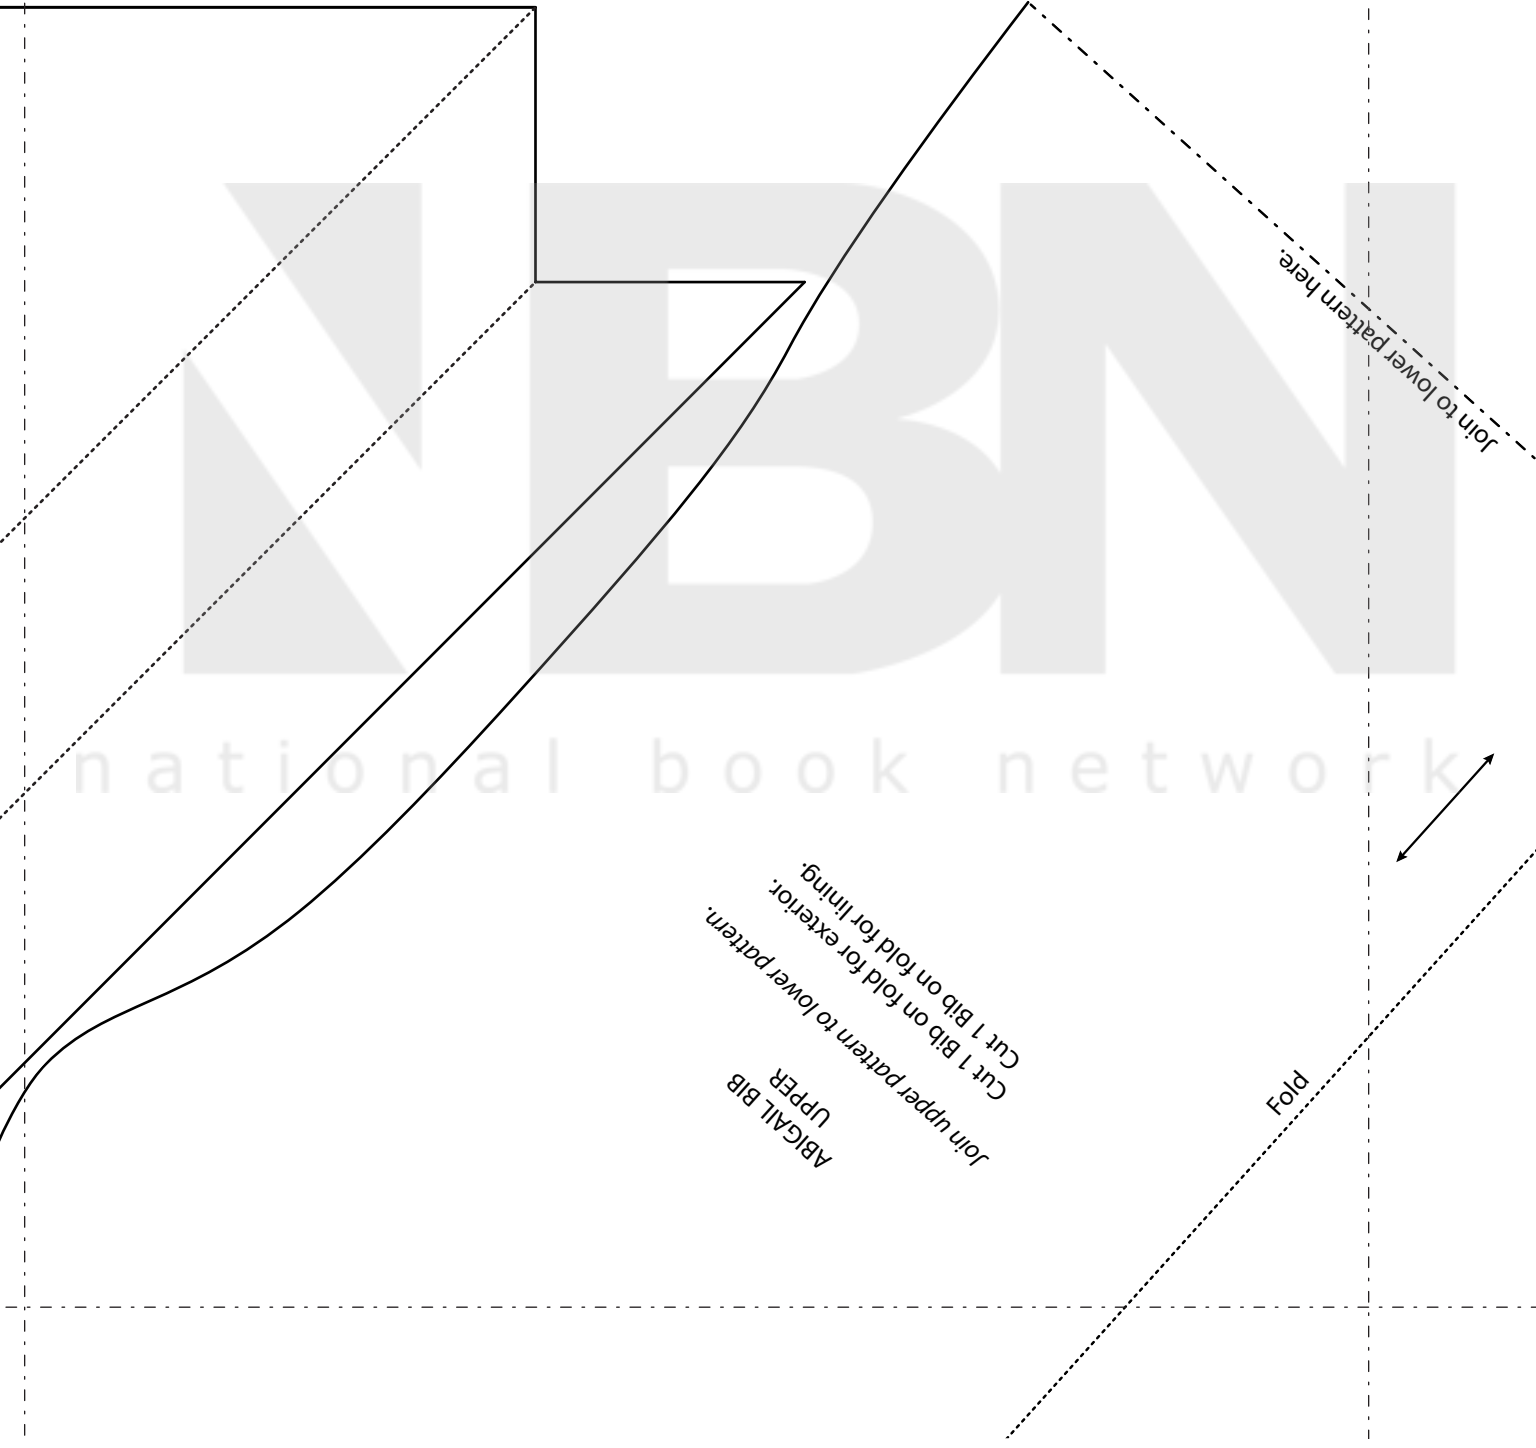 NBN
national book network
Join to lower pattern here.
ABIGAIL BIB
UPPER
Join upper pattern to lower pattern.
Cut 1 Bib on fold for exterior.
Cut 1 Bib on fold for lining.
Fold